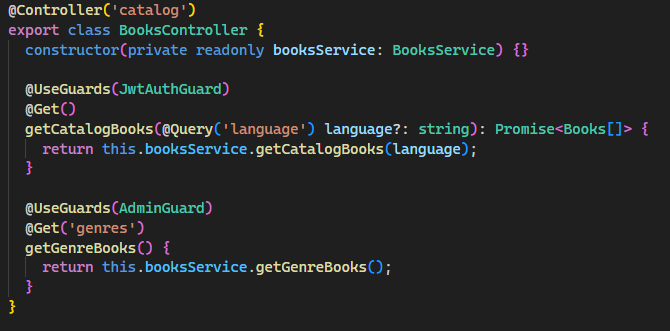 @Controller('catalog')
export class BooksController {
  constructor(private readonly booksService: BooksService) {}

  @UseGuards(JwtAuthGuard)
  @Get()
  getCatalogBooks(@Query('language') language?: string): Promise<Books[]> {
    return this.booksService.getCatalogBooks(language);
  }

  @UseGuards(AdminGuard)
  @Get('genres')
  getGenreBooks() {
    return this.booksService.getGenreBooks();
  }
}